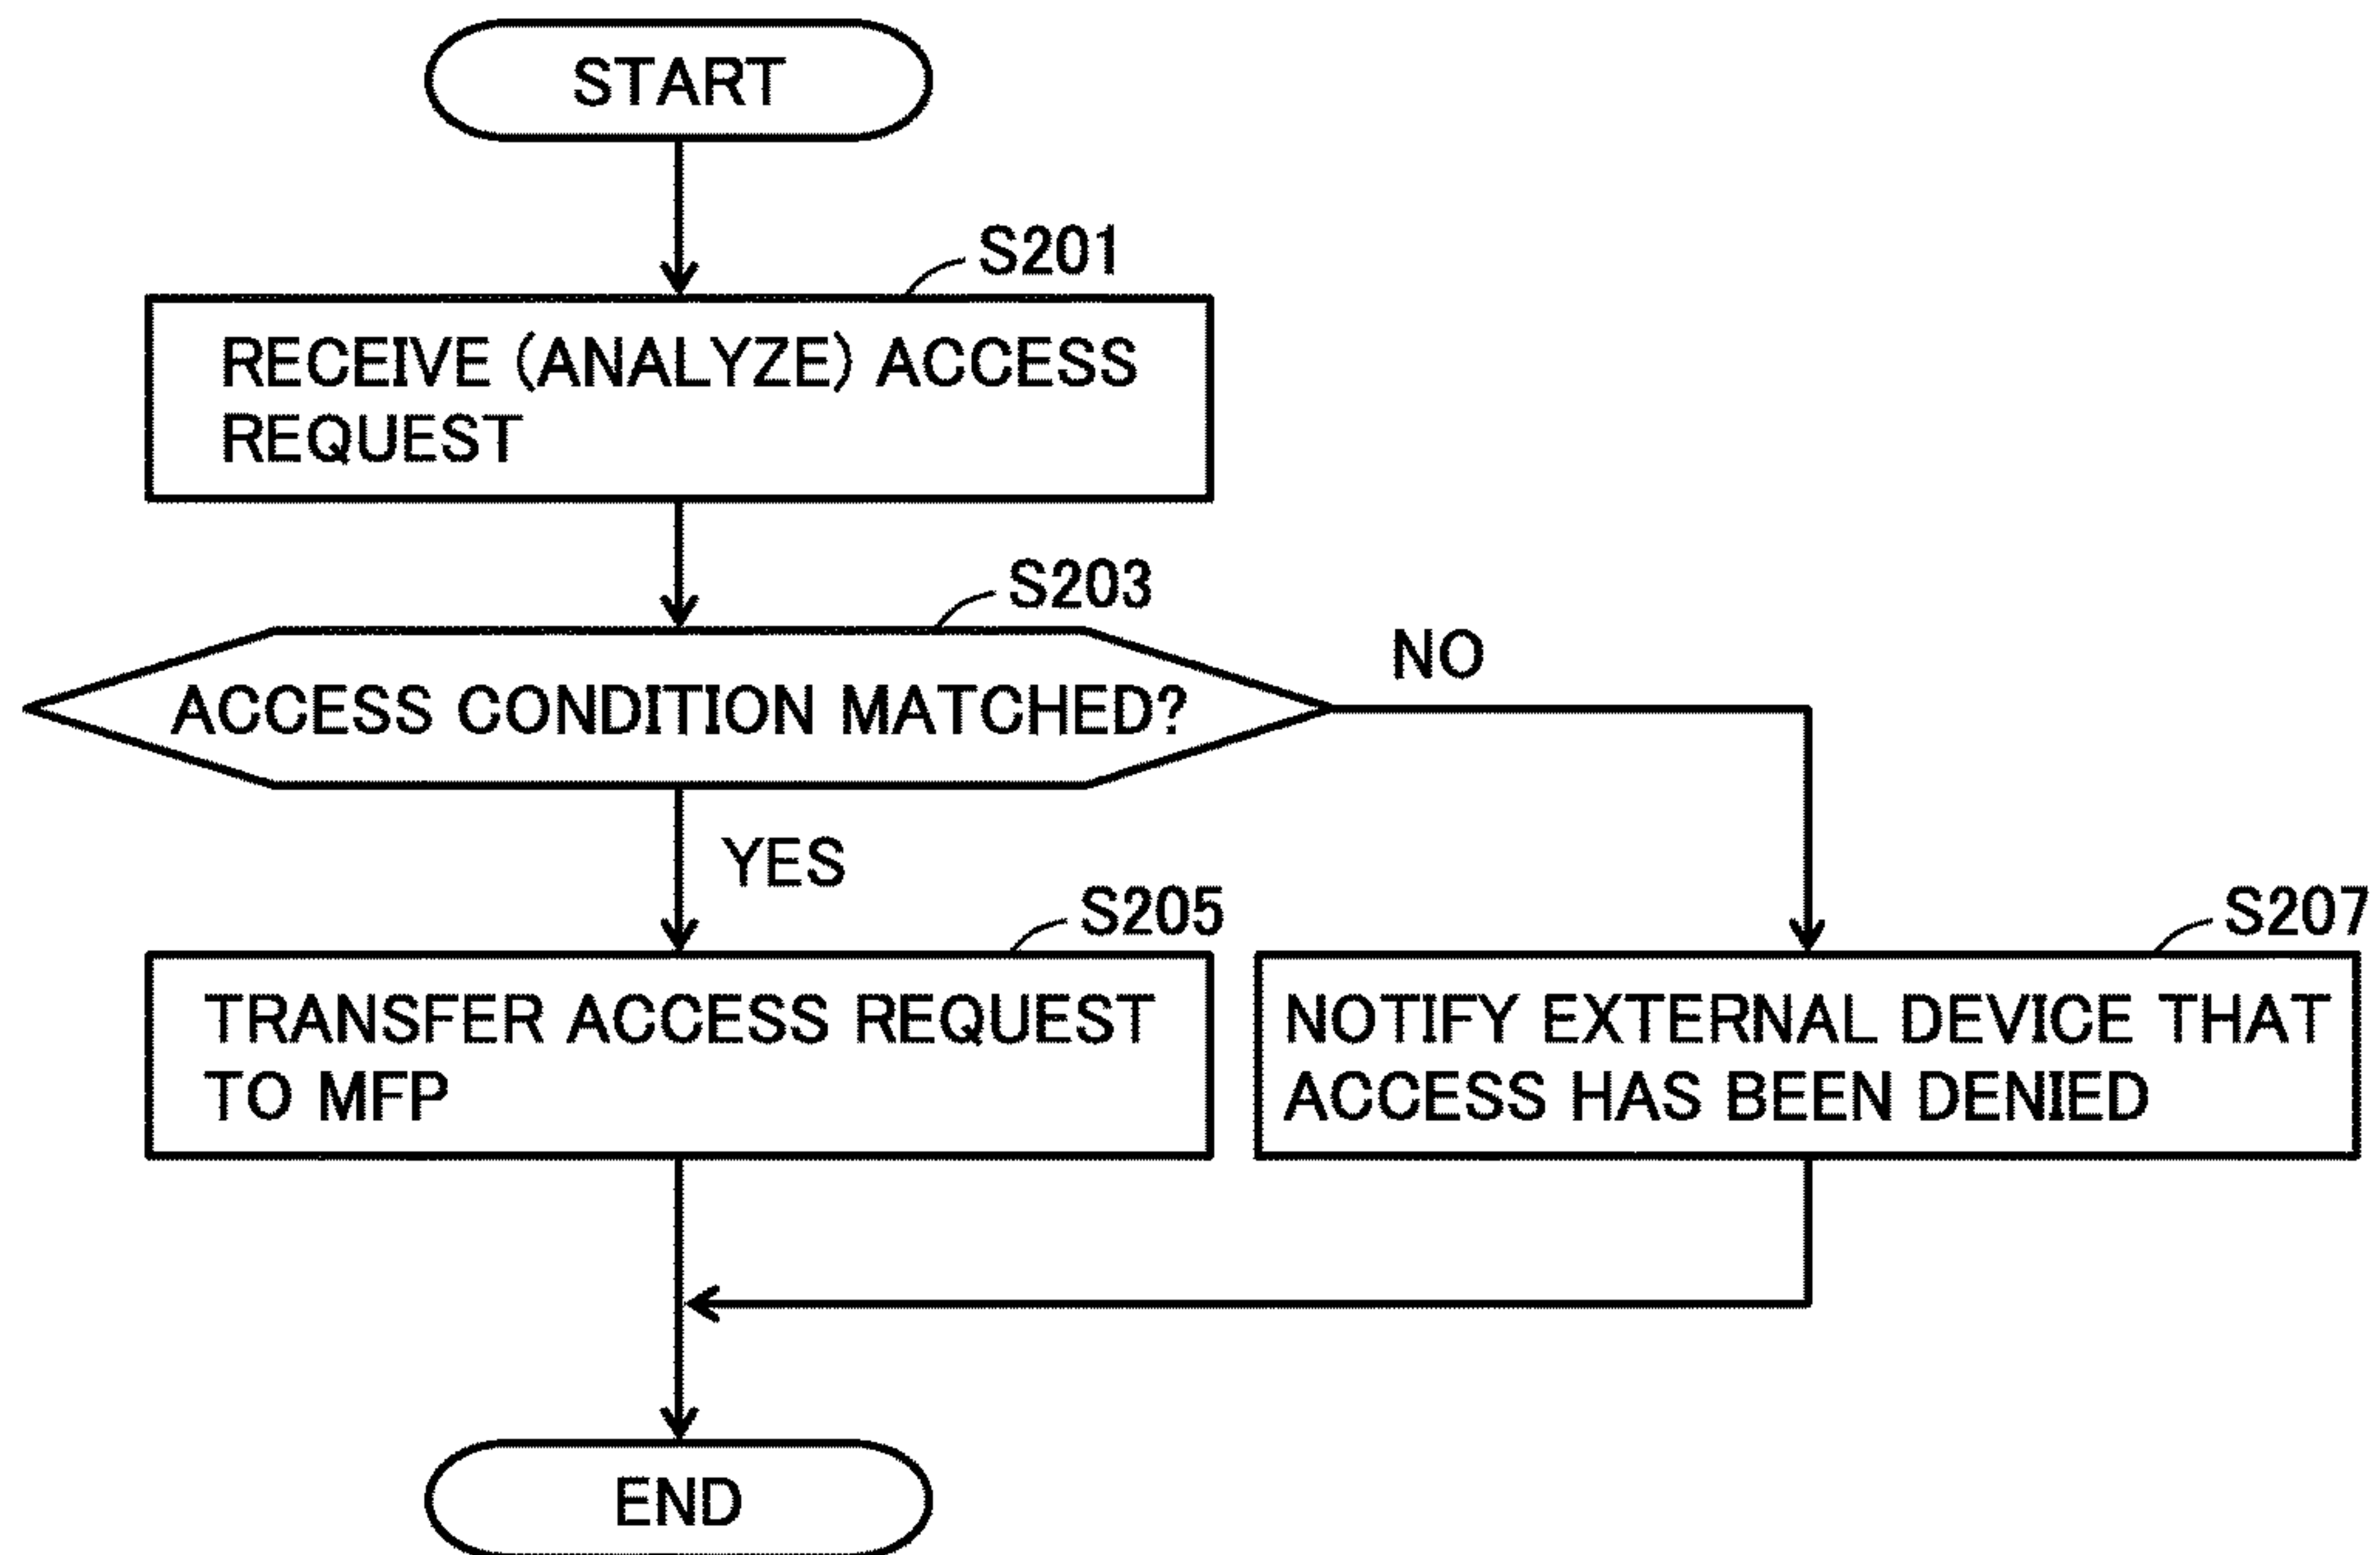 START
S201
RECEIVE (ANALYZE) ACCESS
REQUEST
S203
ACCESS CONDITION MATCHED?
NO
YES
S205
TRANSFER ACCESS REQUEST
TO MFP
S207
NOTIFY EXTERNAL DEVICE THAT
ACCESS HAS BEEN DENIED
END